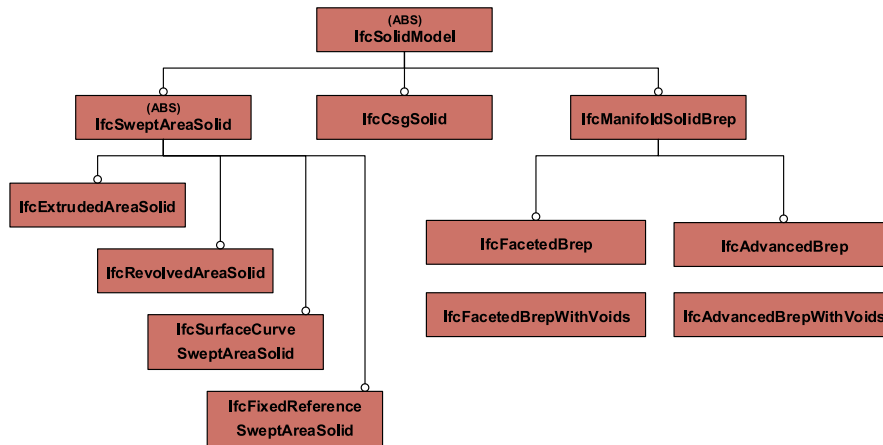 (ABS)
IfcSolidModel
(ABS)
IfcSweptAreaSolid
IfcCsgSolid
IfcManifoldSolidBrep
IfcExtrudedAreaSolid
IfcFacetedBrep
IfcAdvancedBrep
IfcRevolvedAreaSolid
IfcFacetedBrepWithVoids
IfcAdvancedBrepWithVoids
IfcSurfaceCurve
SweptAreaSolid
IfcFixedReference
SweptAreaSolid